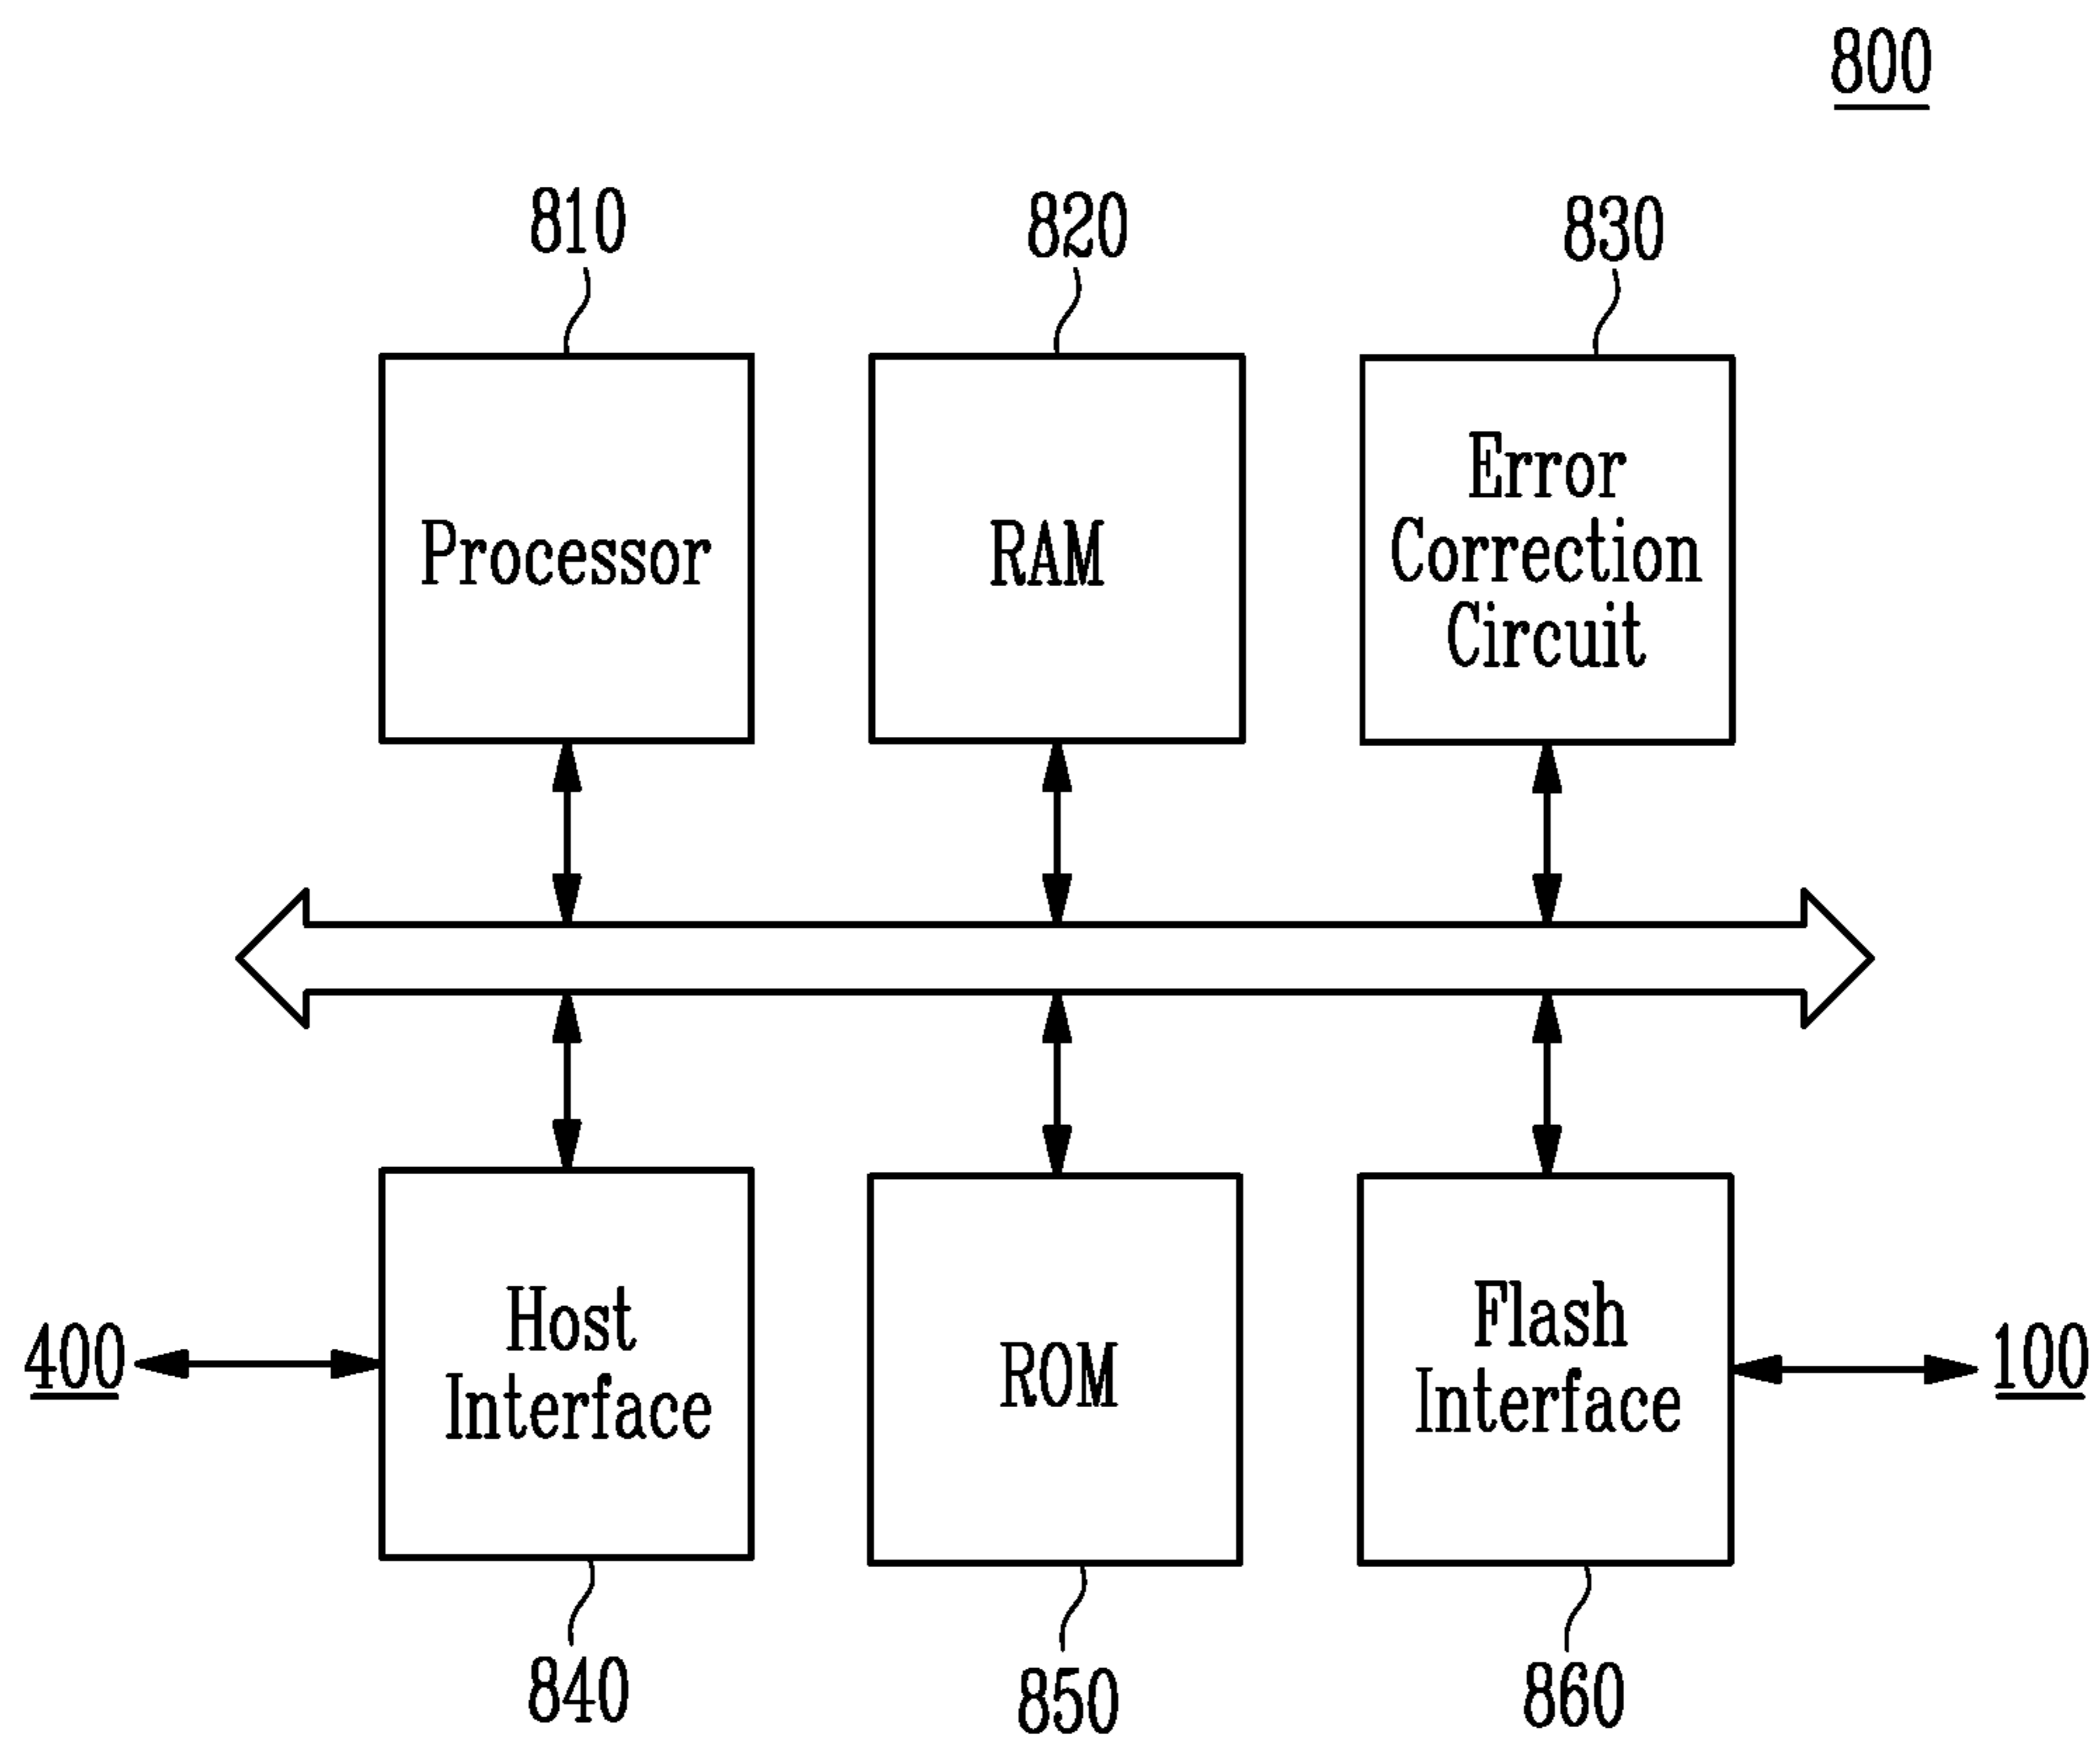 800
810
820
830
Processor
RAM
Error
Correction
Circuit
400
Host
Interface
ROM
Flash
Interface
100
840
850
860